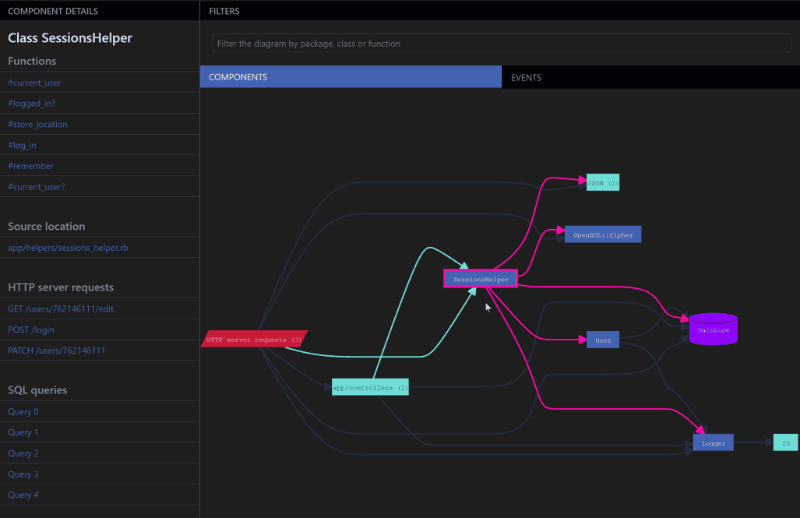 COMPONENT DETAILS
Class SessionsHelper
Functions
#current_user
#logged_in?
#store_location
#log_in
#remember
#current_user?
Source location
app/helpers/sessions_helper.rb
HTTP server requests
GET /users/762146111/edit
POST /login
PATCH /users/762146111
SQL queries
Query 0
Query 1
Query 2
Query 3
Query 4
FILTERS
Filter the diagram by package, class or function
COMPONENTS
EVENTS
JSON (2)
OpenSSL::Cipher
SessionsHelper
Database
HTTP server requests (3)
User
app/controllers (2)
Logger
IO